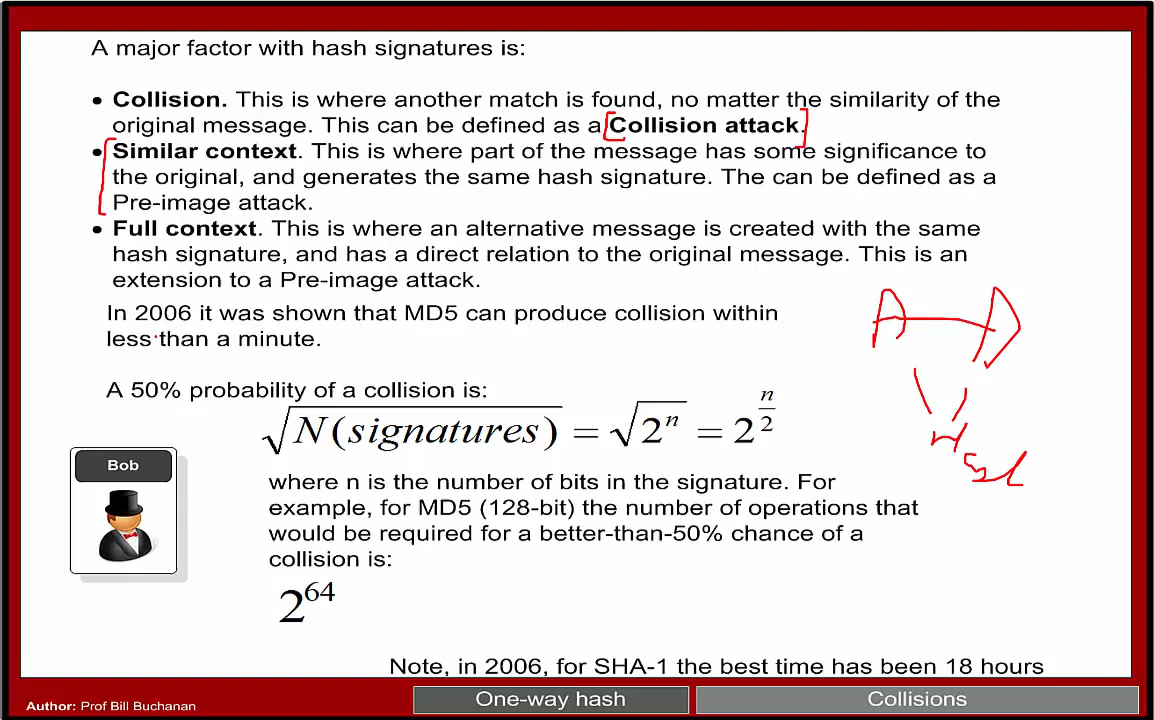 A major factor with hash signatures is:
• Collision. This is where another match is found, no matter the similarity of the
original message. This can be defined as a Collision attack.
• Similar context. This is where part of the message has some significance to
the original, and generates the same hash signature. The can be defined as a
Pre-image attack.
• Full context. This is where an alternative message is created with the same
hash signature, and has a direct relation to the original message. This is an
extension to a Pre-image attack.
In 2006 it was shown that MD5 can produce collision within
less than a minute.
A 50% probability of a collision is:
√N(signatures) = √2ⁿ = 2^(n/2)
Bob
where n is the number of bits in the signature. For
example, for MD5 (128-bit) the number of operations that
would be required for a better-than-50% chance of a
collision is:
2^64
Note, in 2006, for SHA-1 the best time has been 18 hours
Author: Prof Bill Buchanan
One-way hash
Collisions